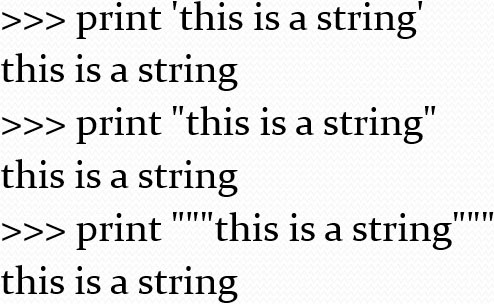 >>> print 'this is a string'
this is a string
>>> print "this is a string"
this is a string
>>> print """this is a string"""
this is a string